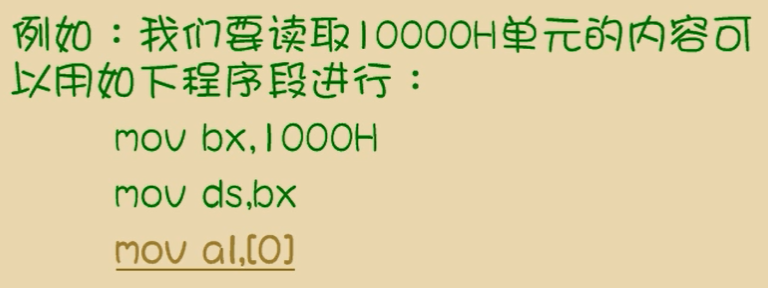 例如：我们要读取10000H单元的内容可
以用如下程序段进行：
mov bx,1000H
mov ds,bx
mov al,[0]